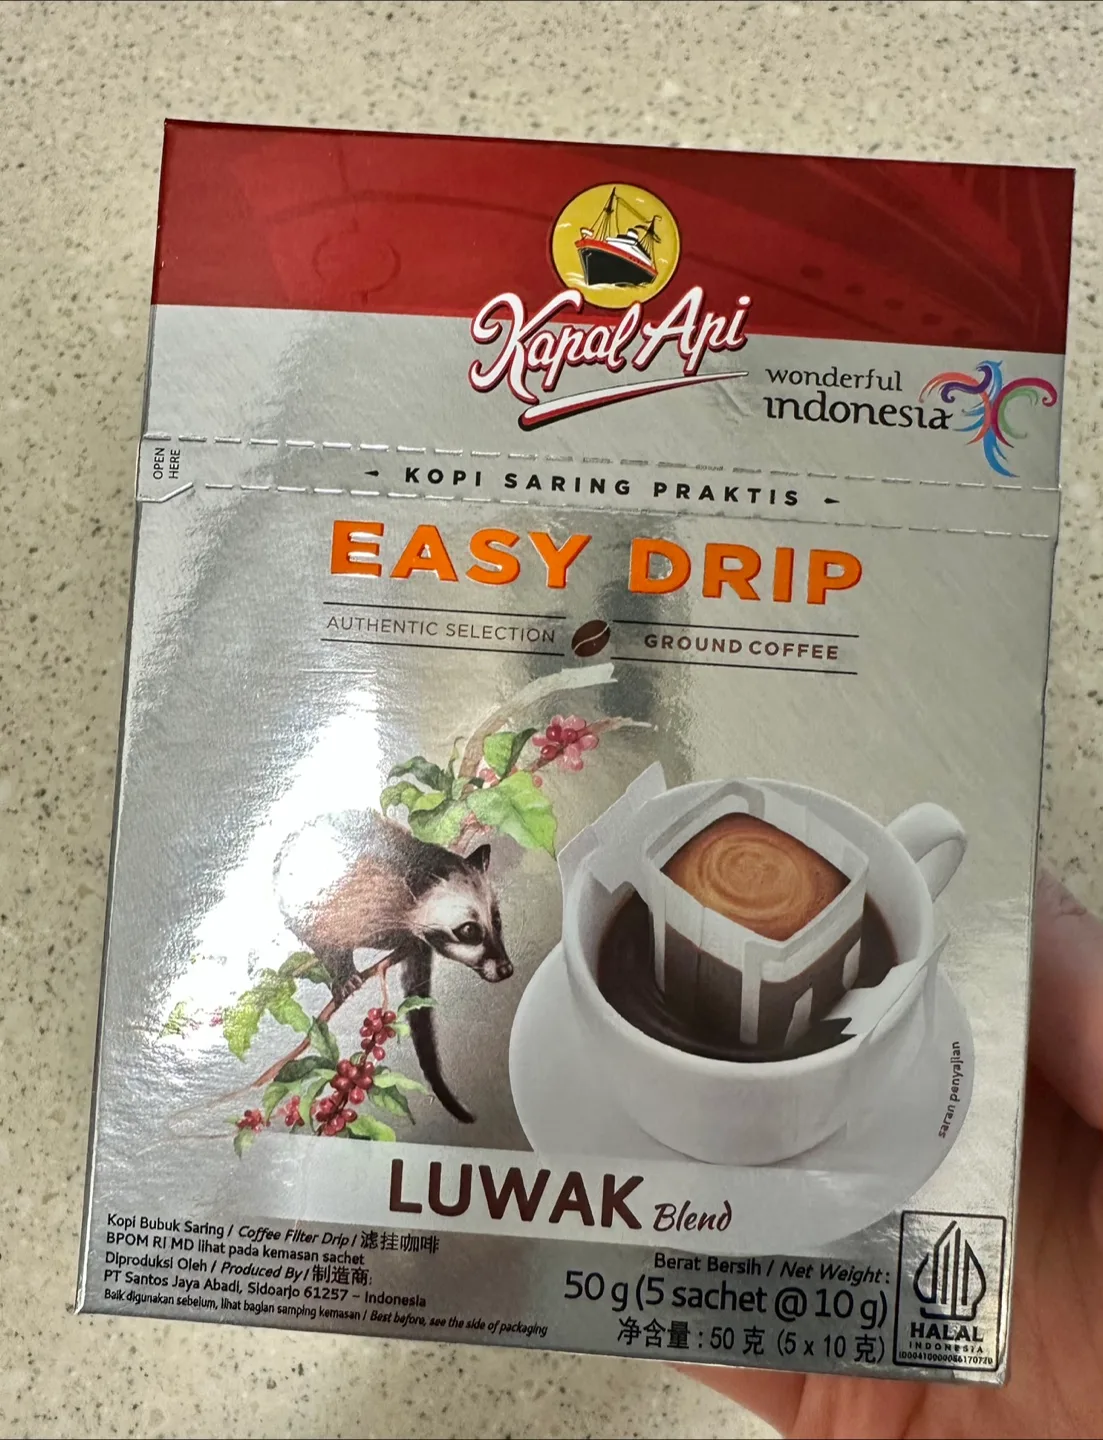 Kapal Api
wonderful
indonesia
OPEN
HERE
KOPI SARING PRAKTIS
EASY DRIP
AUTHENTIC SELECTION
GROUND COFFEE
saran penyajian
LUWAK Blend
Kopi Bubuk Saring / Coffee Filter Drip / 滤挂咖啡
BPOM RI MD lihat pada kemasan sachet
Diproduksi Oleh / Produced By / 制造商:
PT Santos Jaya Abadi, Sidoarjo 61257 – Indonesia
Baik digunakan sebelum, lihat bagian samping kemasan / Best before, see the side of packaging
Berat Bersih / Net Weight:
50 g (5 sachet @ 10 g)
净含量 : 50 克 (5 x 10 克)
HALAL
INDONESIA